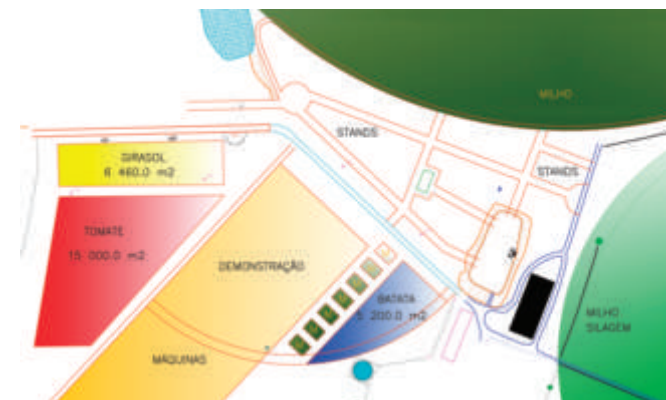 MILHO
STANDS
GIRASOL
6 460.0 m2
STANDS
TOMATE
15 000.0 m2
DEMONSTRAÇÃO
BATATA
5 200.0 m2
MILHO
SILAGEM
MÁQUINAS